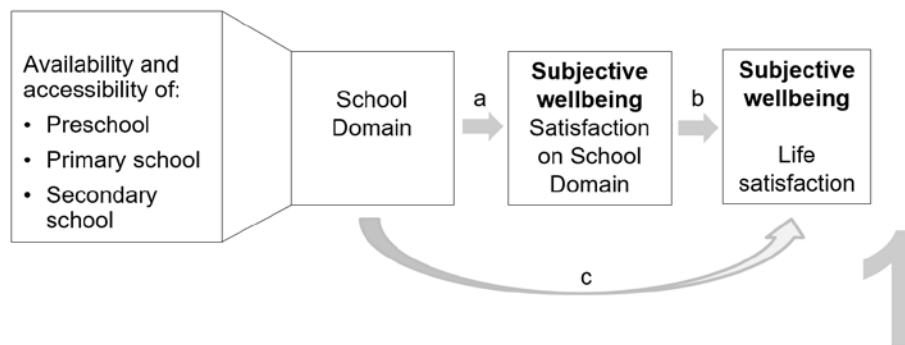 Availability and
accessibility of:
• Preschool
• Primary school
• Secondary
school
School
Domain
a
Subjective
wellbeing
Satisfaction
on School
Domain
b
Subjective
wellbeing
Life
satisfaction
c
1